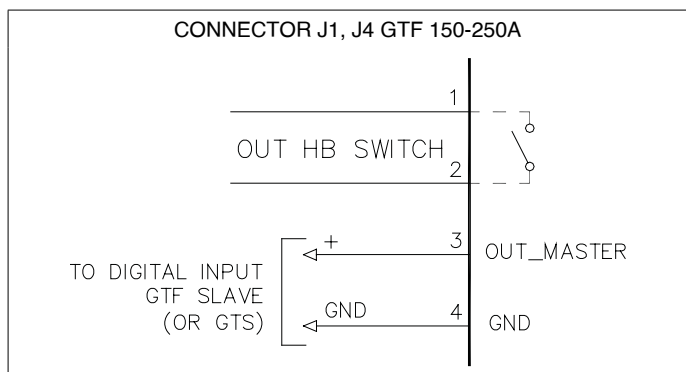 CONNECTOR J1, J4 GTF 150-250A
1
OUT HB SWITCH
2
+
3
OUT_MASTER
TO DIGITAL INPUT
GTF SLAVE
(OR GTS)
GND
4
GND